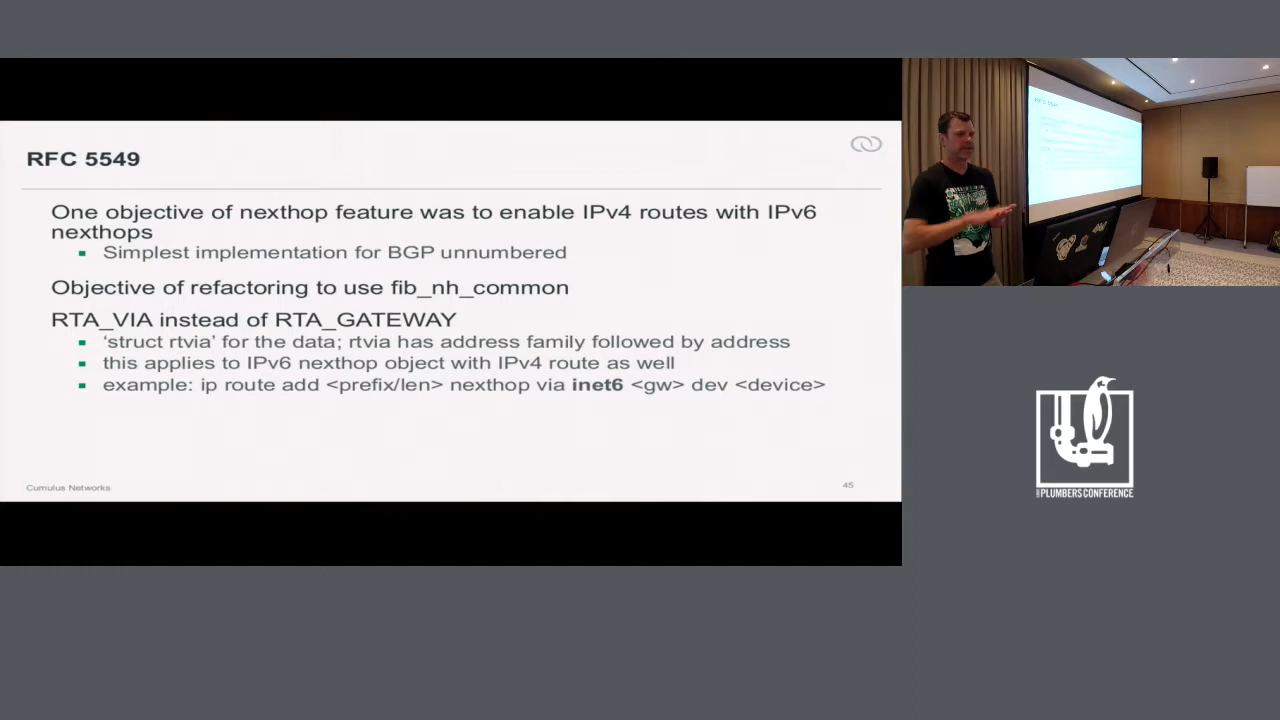 RFC 5549
One objective of nexthop feature was to enable IPv4 routes with IPv6
nexthops
Simplest implementation for BGP unnumbered
Objective of refactoring to use fib_nh_common
RTA_VIA instead of RTA_GATEWAY
‘struct rtvia’ for the data; rtvia has address family followed by address
this applies to IPv6 nexthop object with IPv4 route as well
example: ip route add <prefix/len> nexthop via inet6 <gw> dev <device>
Cumulus Networks
45
PLUMBERS CONFERENCE